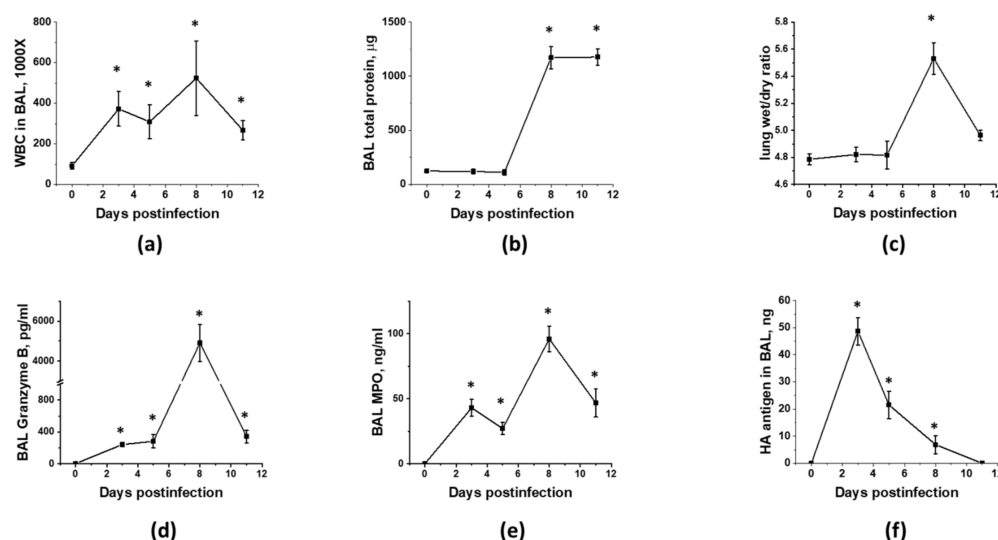 800
600
400
200
0
WBC in BAL, 1000X
*
*
*
*
0 2 4 6 8 10 12
Days postinfection
(a)
1500
1000
500
0
BAL total protein, µg
* *
0 2 4 6 8 10 12
Days postinfection
(b)
5.8
5.6
5.4
5.2
5.0
4.8
4.6
lung wet/dry ratio
*
0 2 4 6 8 10 12
Days postinfection
(c)
6000
4000
800
400
0
BAL Granzyme B, pg/ml
*
*
*
*
0 2 4 6 8 10 12
Days postinfection
(d)
100
50
0
BAL MPO, ng/ml
*
*
*
*
0 2 4 6 8 10 12
Days postinfection
(e)
60
50
40
30
20
10
0
HA antigen in BAL, ng
*
*
*
0 2 4 6 8 10 12
Days postinfection
(f)